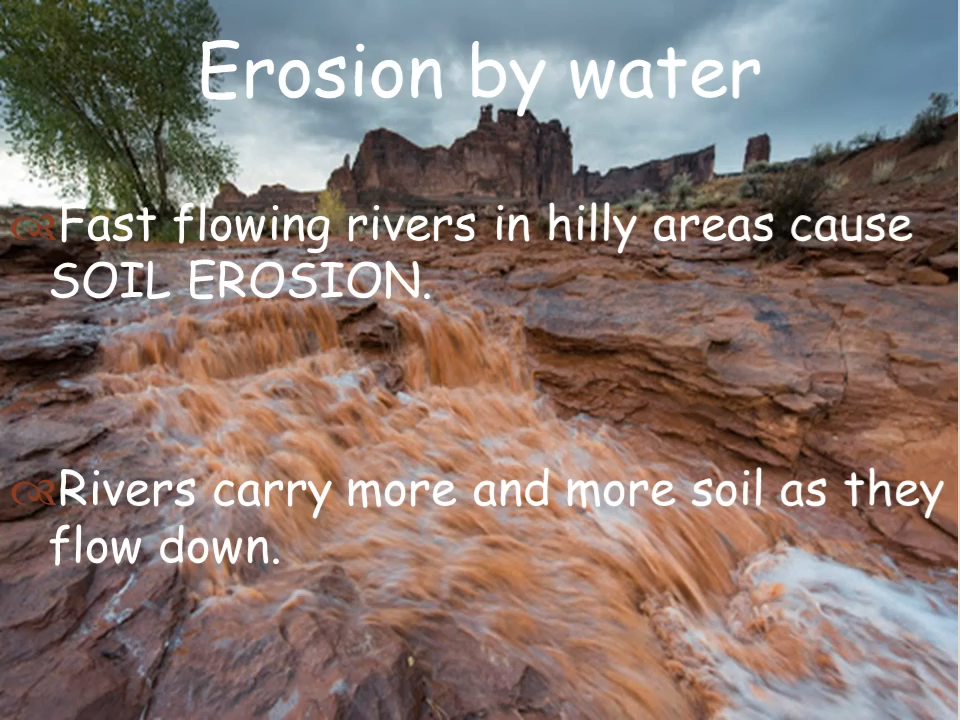 Erosion by water
Fast flowing rivers in hilly areas cause
SOIL EROSION.
Rivers carry more and more soil as they
flow down.